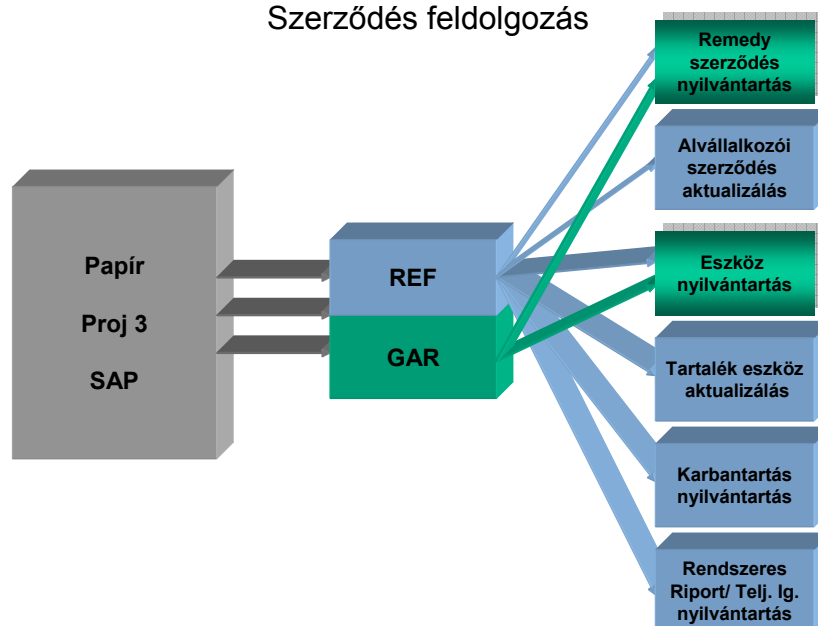 Szerződés feldolgozás
Papír
Proj 3
SAP
REF
GAR
Remedy
szerződés
nyilvántartás
Alvállalkozói
szerződés
aktualizálás
Eszköz
nyilvántartás
Tartalék eszköz
aktualizálás
Karbantartás
nyilvántartás
Rendszeres
Riport/ Telj. Ig.
nyilvántartás